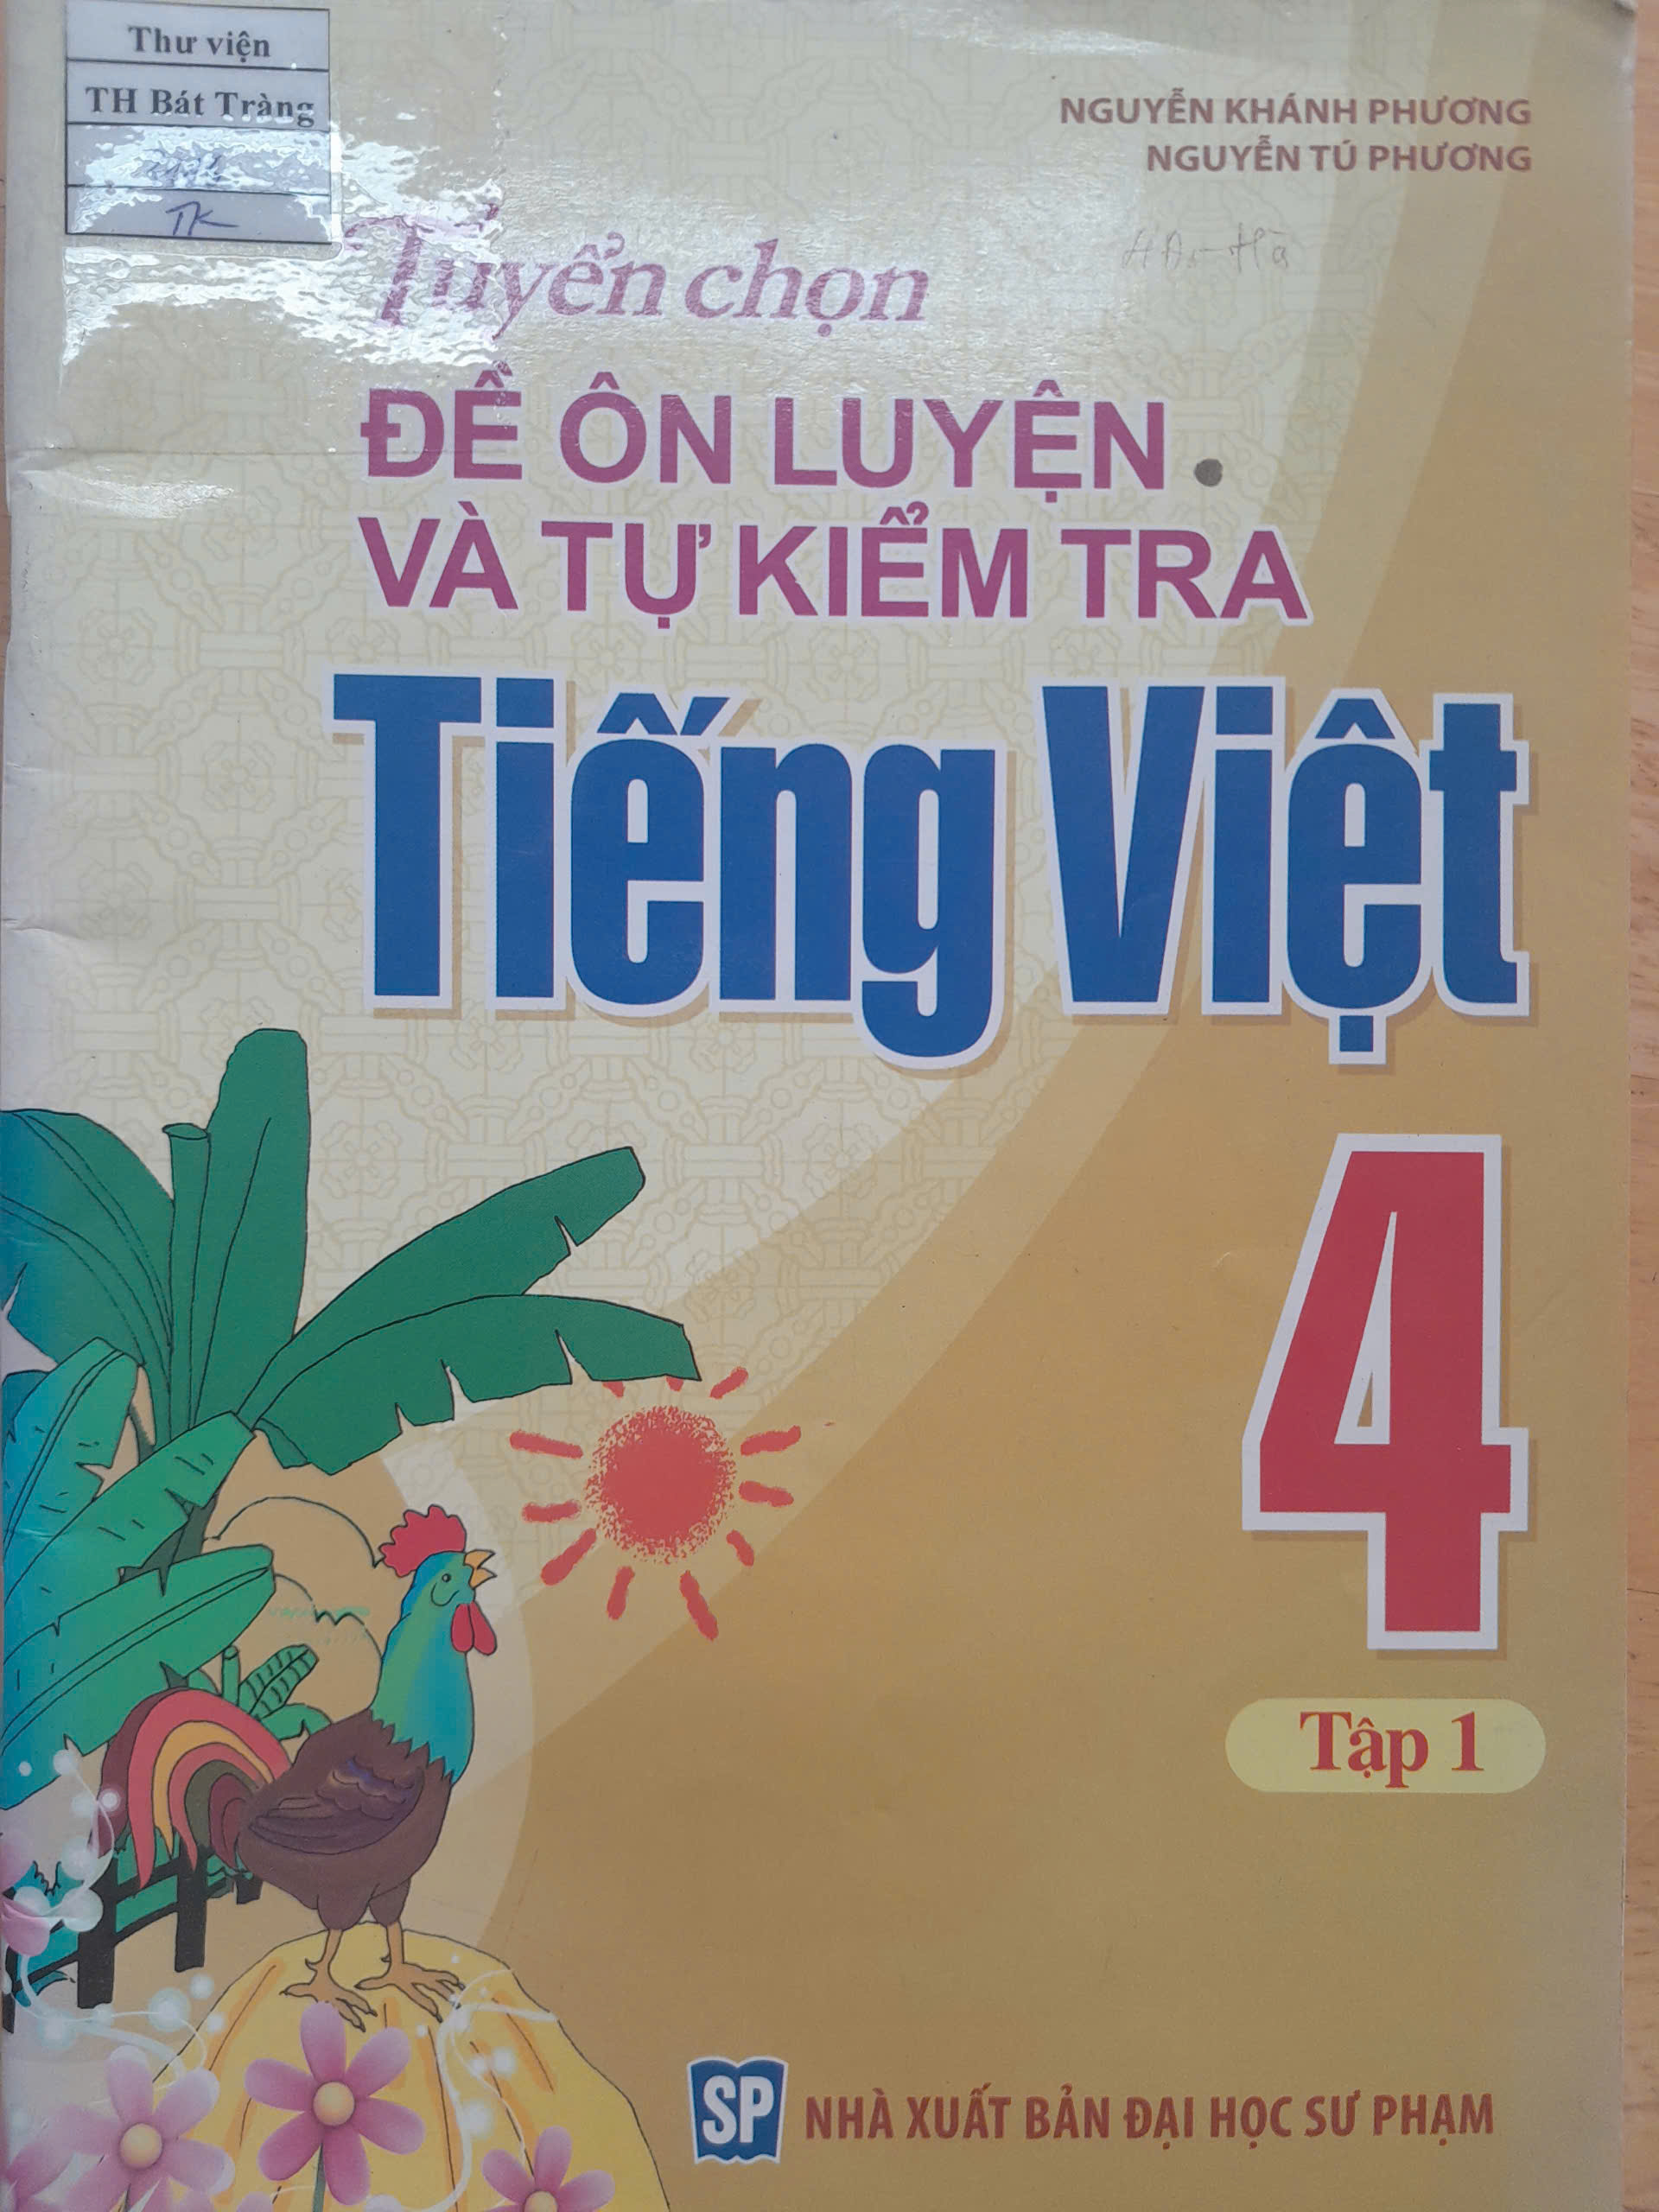 Thư viện
TH Bát Tràng
TK
NGUYỄN KHÁNH PHƯƠNG
NGUYỄN TÚ PHƯƠNG
Tuyển chọn
ĐỀ ÔN LUYỆN
VÀ TỰ KIỂM TRA
Tiếng Việt
4
Tập 1
SP NHÀ XUẤT BẢN ĐẠI HỌC SƯ PHẠM